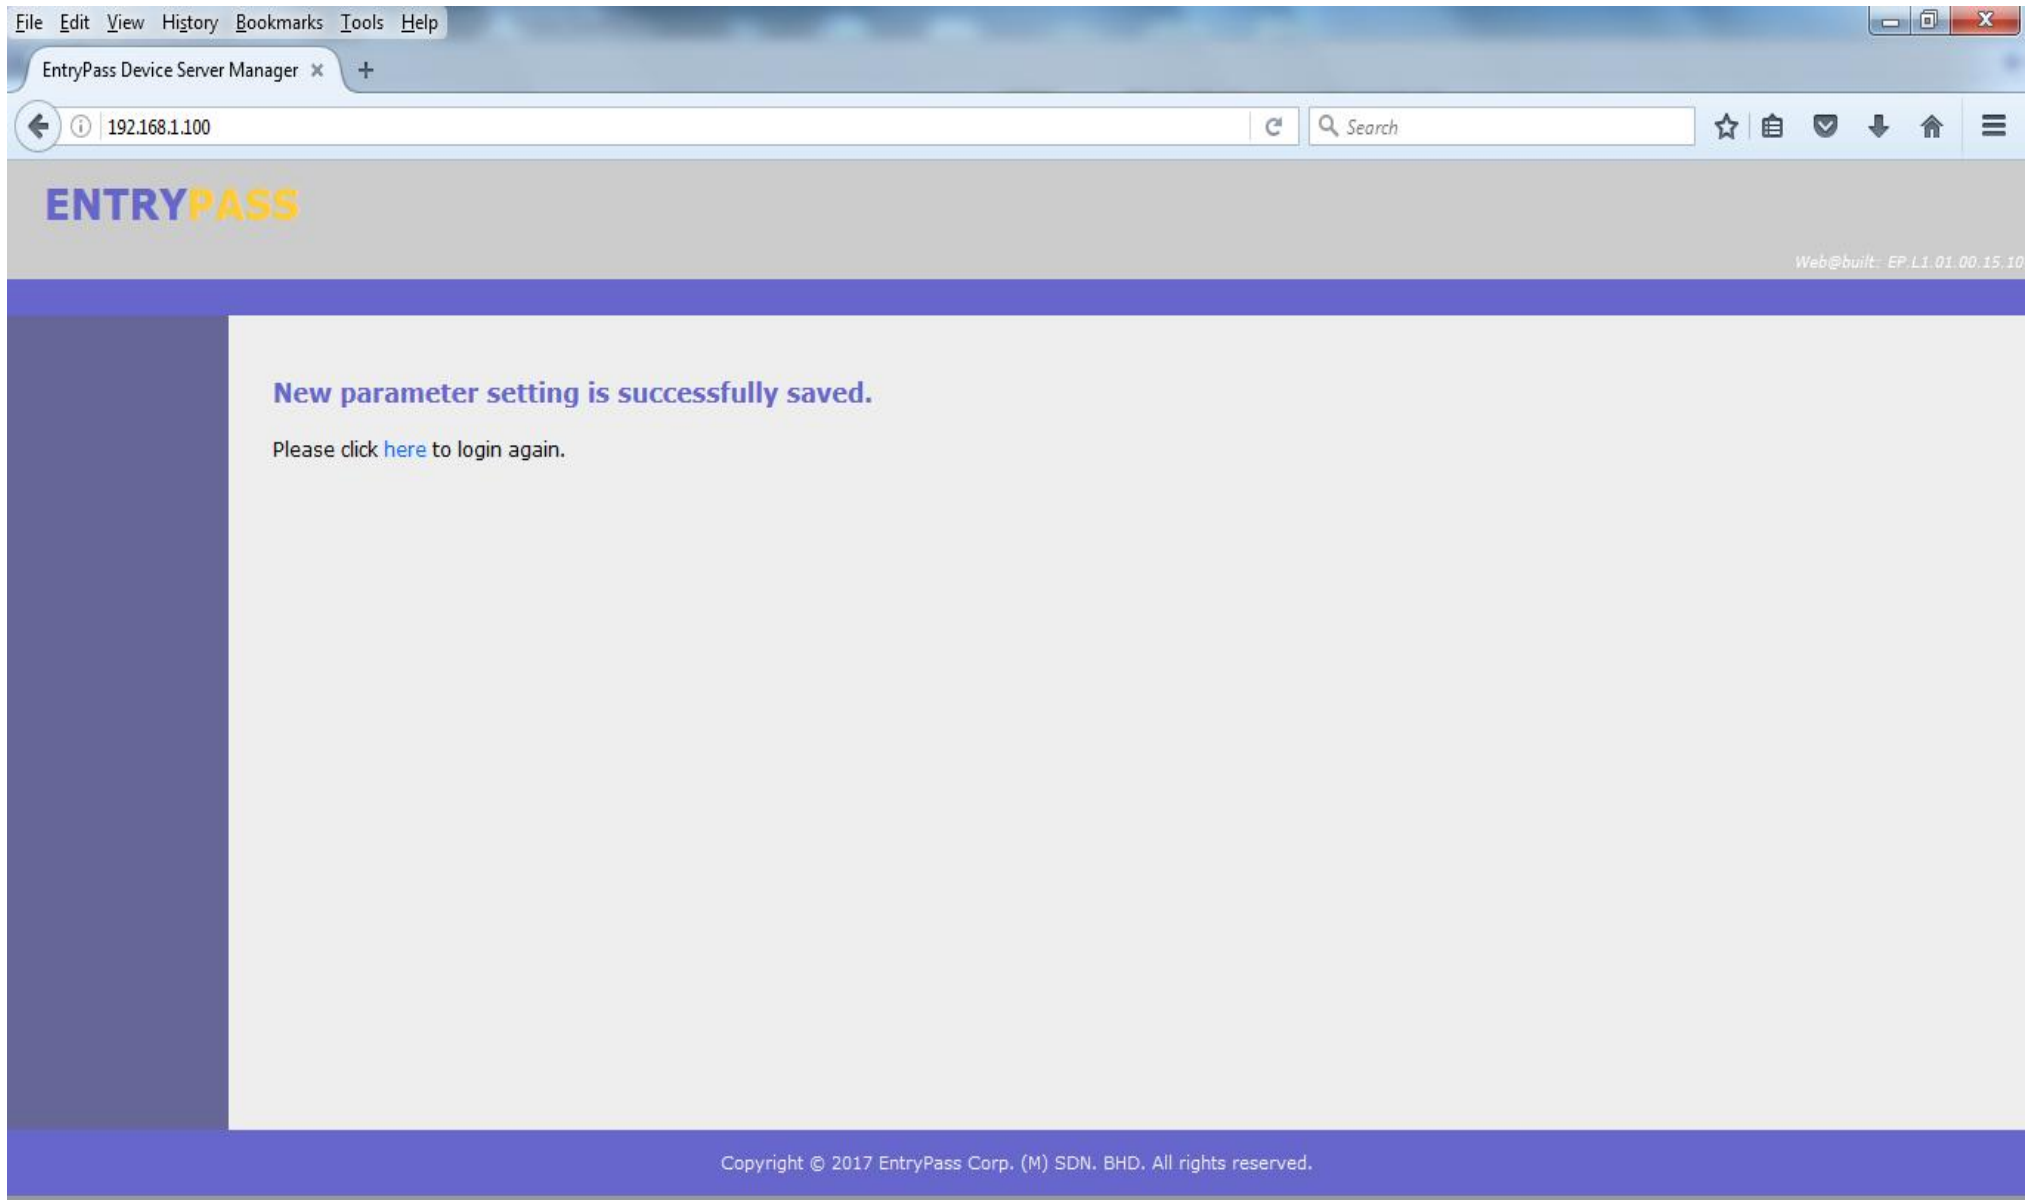 File Edit View History Bookmarks Tools Help
EntryPass Device Server Manager
192.168.1.100
Search
ENTRYPASS
Web@built:: EP.L1.01.00.15.10
New parameter setting is successfully saved.
Please click here to login again.
Copyright © 2017 EntryPass Corp. (M) SDN. BHD. All rights reserved.